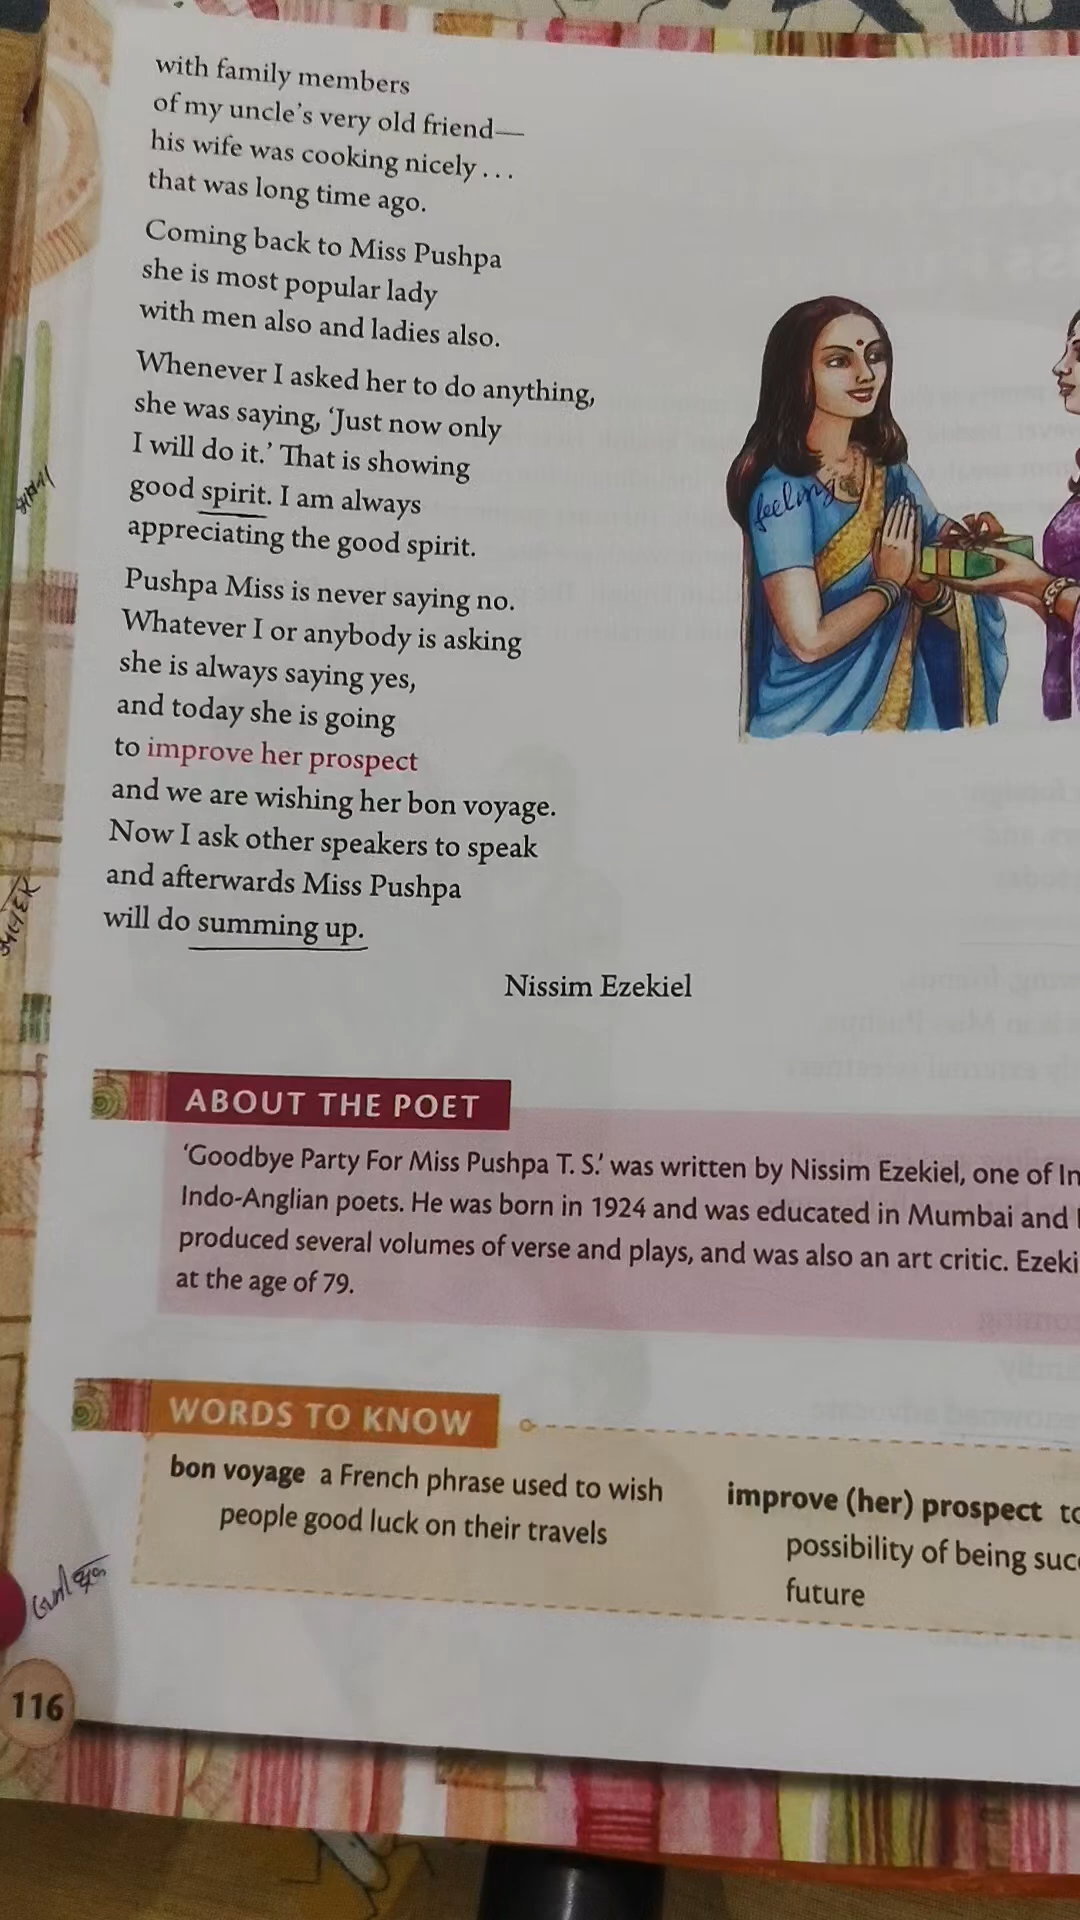 with family members
of my uncle's very old friend—
his wife was cooking nicely . . .
that was long time ago.
Coming back to Miss Pushpa
she is most popular lady
with men also and ladies also.
Whenever I asked her to do anything,
she was saying, 'Just now only
I will do it.' That is showing
good spirit. I am always
appreciating the good spirit.
feeling
Pushpa Miss is never saying no.
Whatever I or anybody is asking
she is always saying yes,
and today she is going
to improve her prospect
and we are wishing her bon voyage.
Now I ask other speakers to speak
and afterwards Miss Pushpa
will do summing up.
Nissim Ezekiel
ABOUT THE POET
'Goodbye Party For Miss Pushpa T. S.' was written by Nissim Ezekiel, one of In
Indo-Anglian poets. He was born in 1924 and was educated in Mumbai and
produced several volumes of verse and plays, and was also an art critic. Ezeki
at the age of 79.
WORDS TO KNOW
bon voyage a French phrase used to wish
people good luck on their travels
improve (her) prospect to
possibility of being succ
future
116